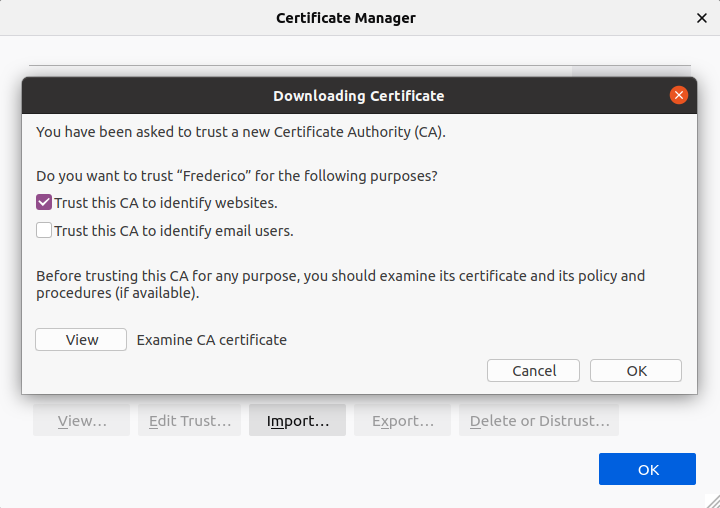 Certificate Manager
Downloading Certificate
You have been asked to trust a new Certificate Authority (CA).
Do you want to trust “Frederico” for the following purposes?
Trust this CA to identify websites.
Trust this CA to identify email users.
Before trusting this CA for any purpose, you should examine its certificate and its policy and
procedures (if available).
View Examine CA certificate
Cancel OK
View… Edit Trust… Import… Export… Delete or Distrust…
OK